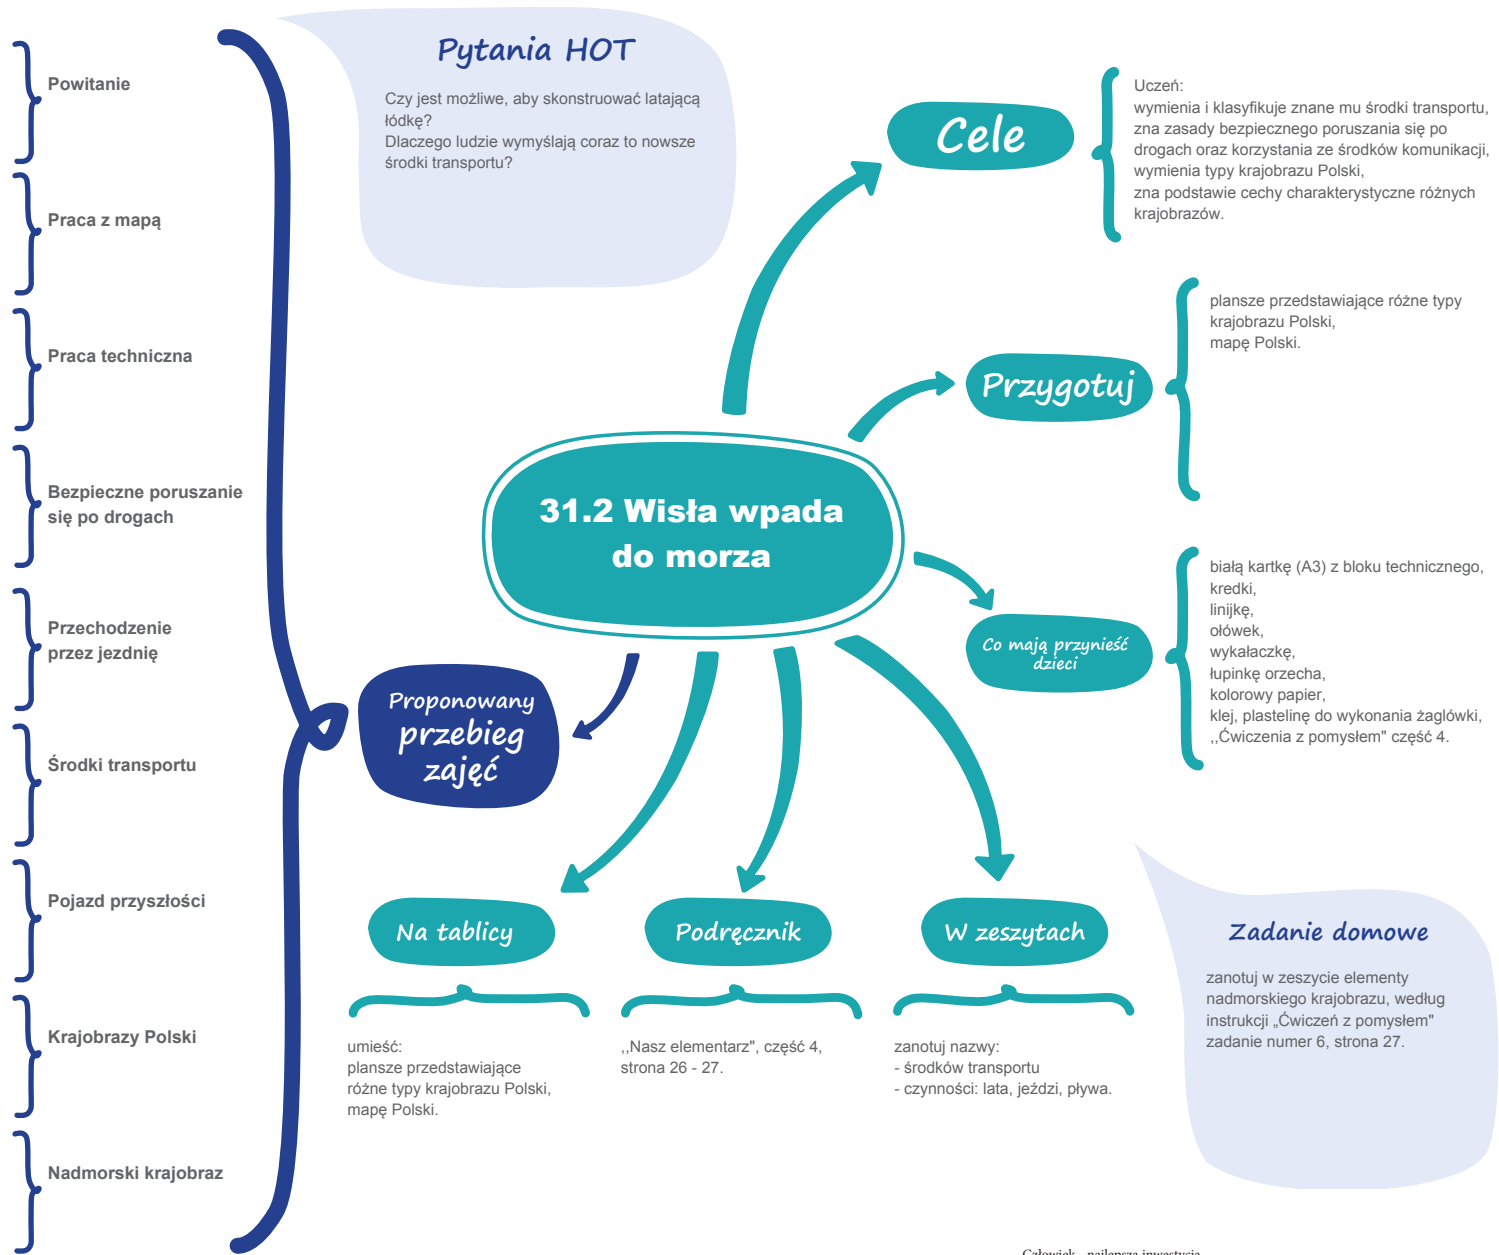 Pytania HOT
Czy jest możliwe, aby skonstruować latającą
łódkę?
Dlaczego ludzie wymyślają coraz to nowsze
środki transportu?
Powitanie
Praca z mapą
Praca techniczna
Bezpieczne poruszanie
się po drogach
Przechodzenie
przez jezdnię
Środki transportu
Pojazd przyszłości
Krajobrazy Polski
Nadmorski krajobraz
Cele
Uczeń:
wymienia i klasyfikuje znane mu środki transportu,
zna zasady bezpiecznego poruszania się po
drogach oraz korzystania ze środków komunikacji,
wymienia typy krajobrazu Polski,
zna podstawie cechy charakterystyczne różnych
krajobrazów.
Przygotuj
plansze przedstawiające różne typy
krajobrazu Polski,
mapę Polski.
31.2 Wisła wpada
do morza
Co mają przynieść
dzieci
białą kartkę (A3) z bloku technicznego,
kredki,
linijkę,
ołówek,
wykałaczkę,
łupinkę orzecha,
kolorowy papier,
klej, plastelinę do wykonania żaglówki,
,,Ćwiczenia z pomysłem" część 4.
Proponowany
przebieg
zajęć
Na tablicy
umieść:
plansze przedstawiające
różne typy krajobrazu Polski,
mapę Polski.
Podręcznik
,,Nasz elementarz", część 4,
strona 26 - 27.
W zeszytach
zanotuj nazwy:
- środków transportu
- czynności: lata, jeździ, pływa.
Zadanie domowe
zanotuj w zeszycie elementy
nadmorskiego krajobrazu, według
instrukcji „Ćwiczeń z pomysłem"
zadanie numer 6, strona 27.
Człowiek - najlepsza inwestycja